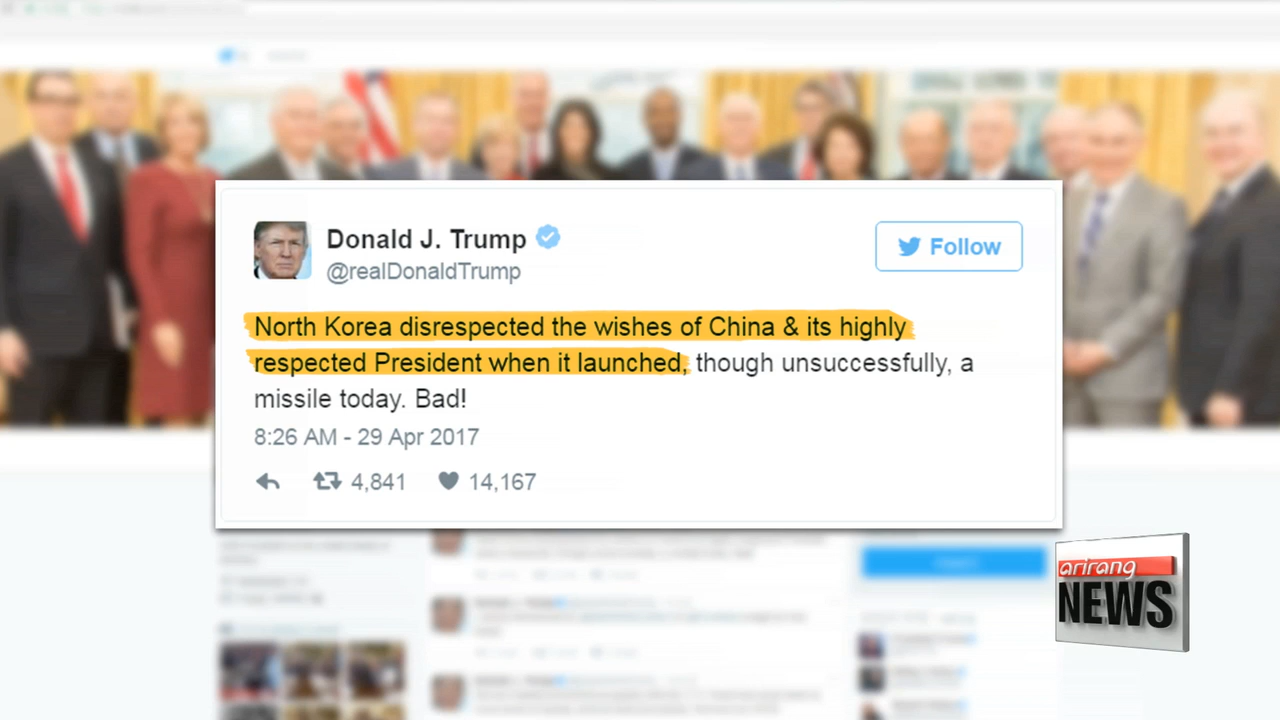 Donald J. Trump
@realDonaldTrump
Follow
North Korea disrespected the wishes of China & its highly
respected President when it launched, though unsuccessfully, a
missile today. Bad!
8:26 AM - 29 Apr 2017
4,841 14,167
arirang
NEWS